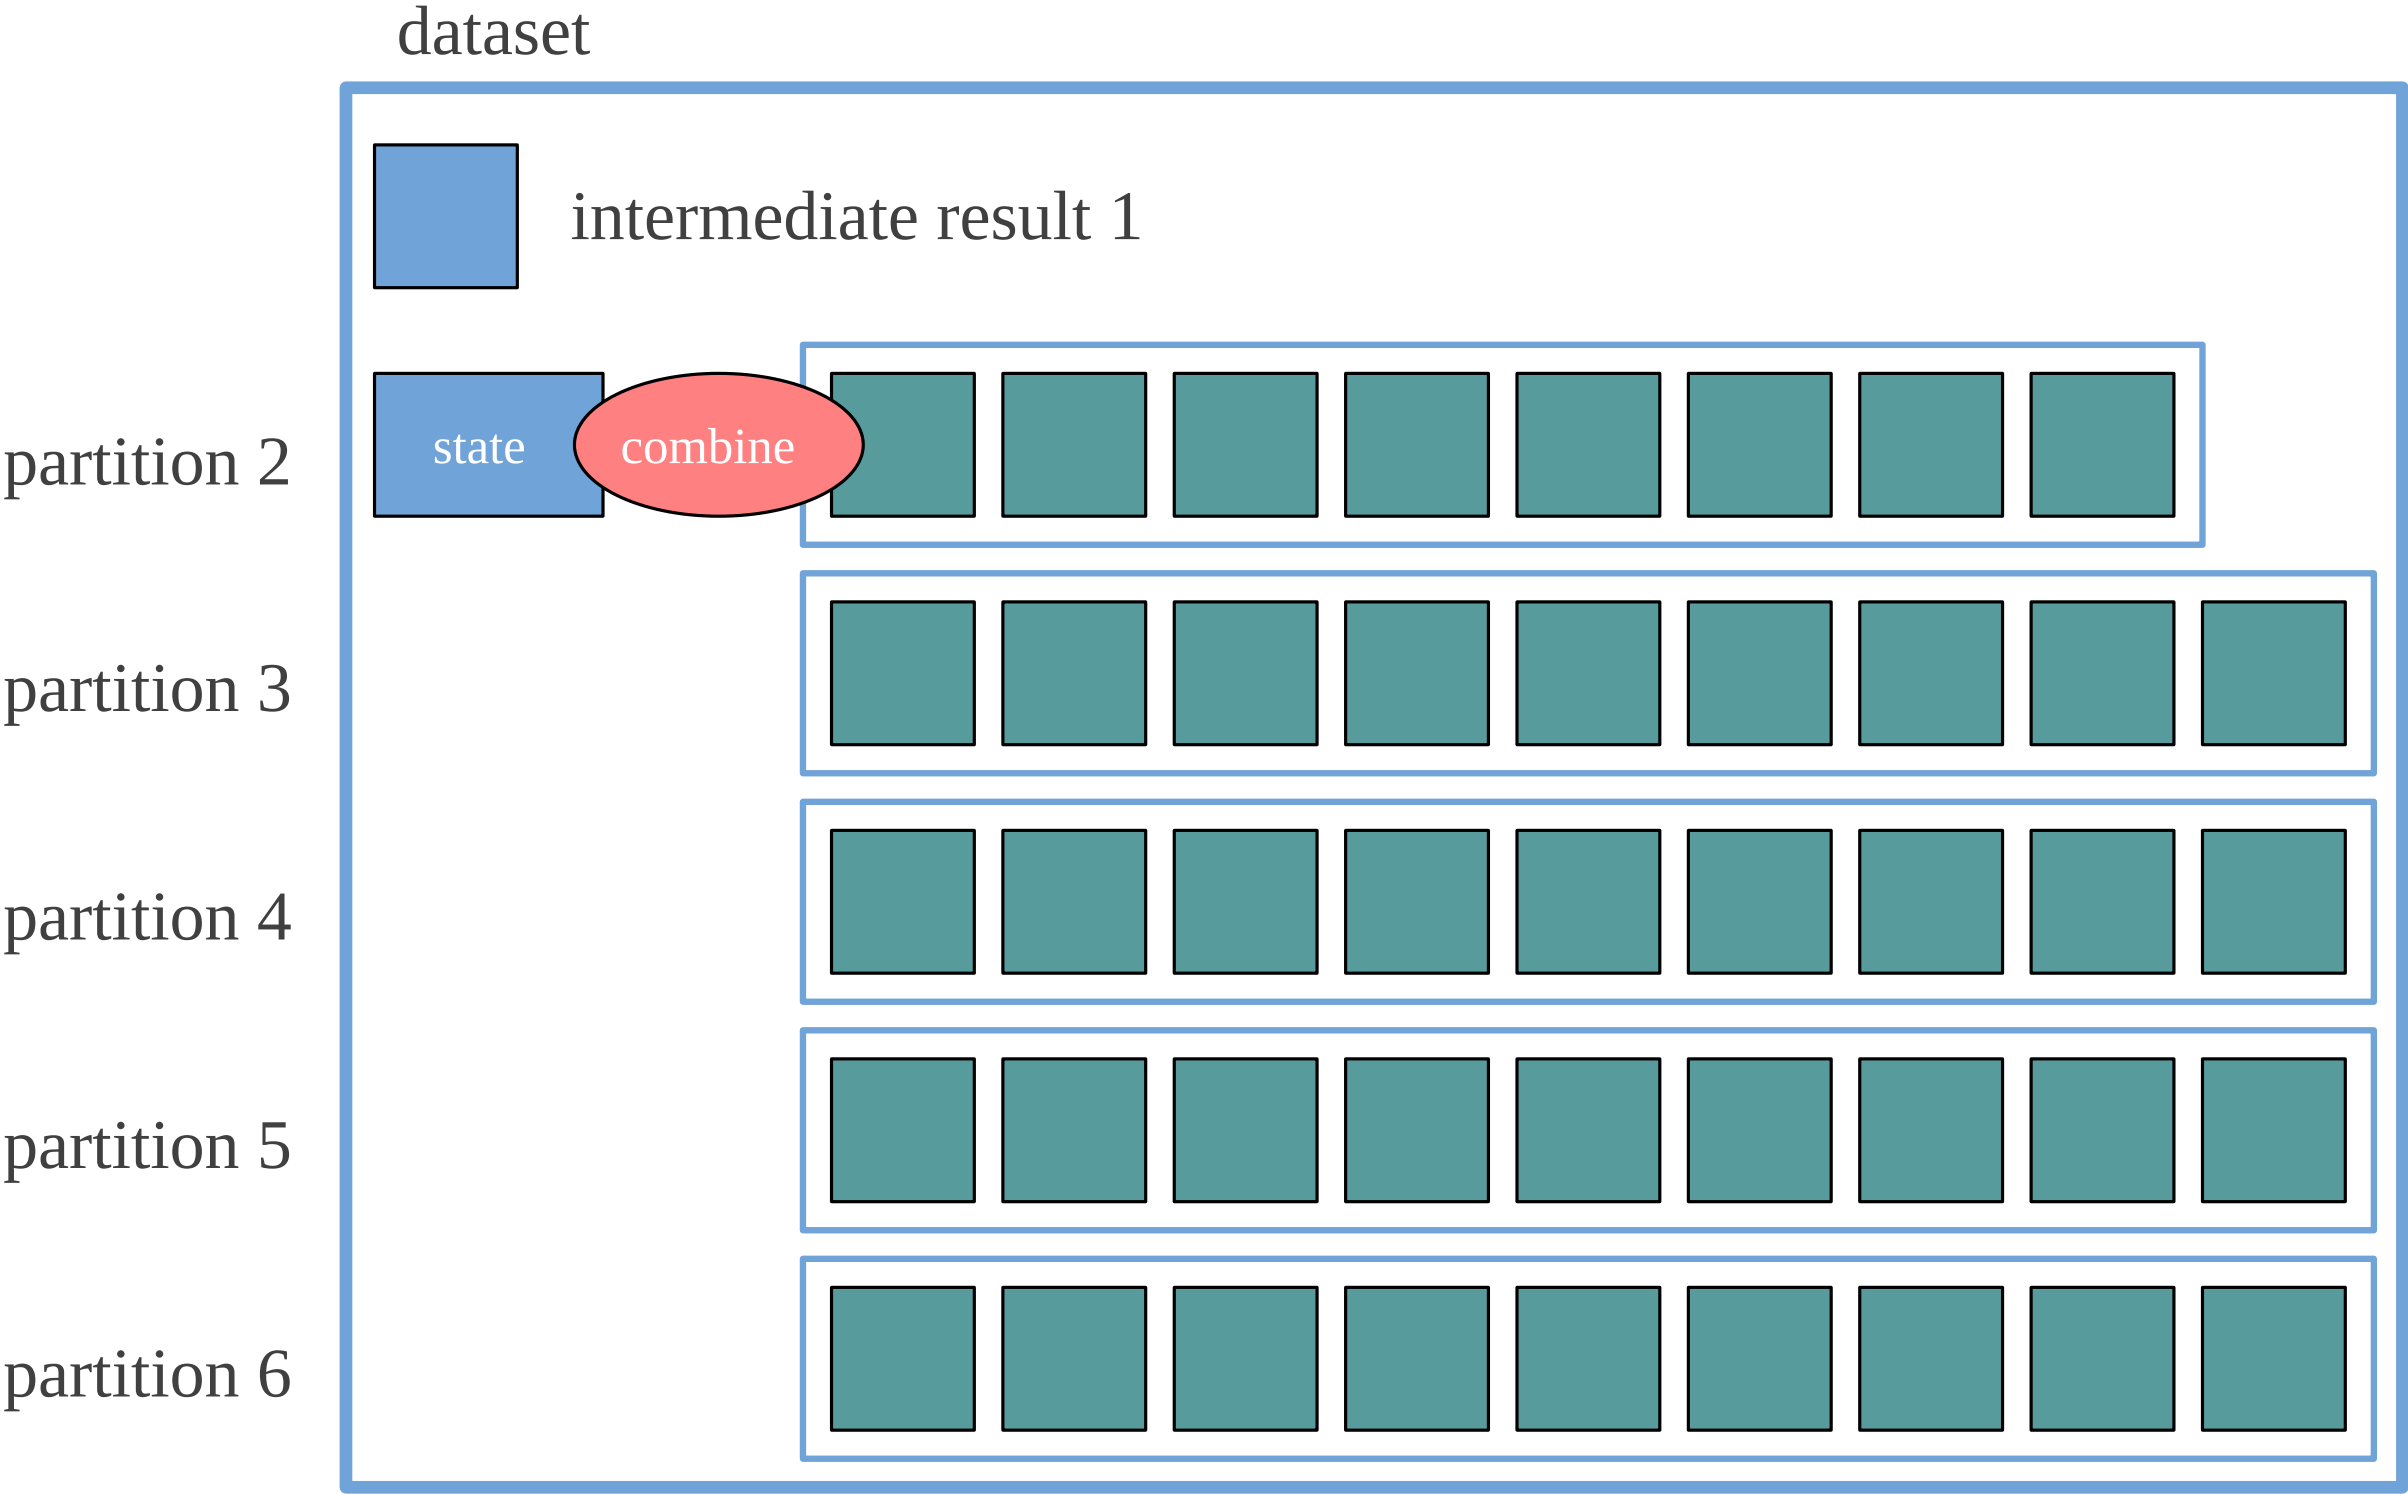 dataset
intermediate result 1
partition 2
state
combine
partition 3
partition 4
partition 5
partition 6